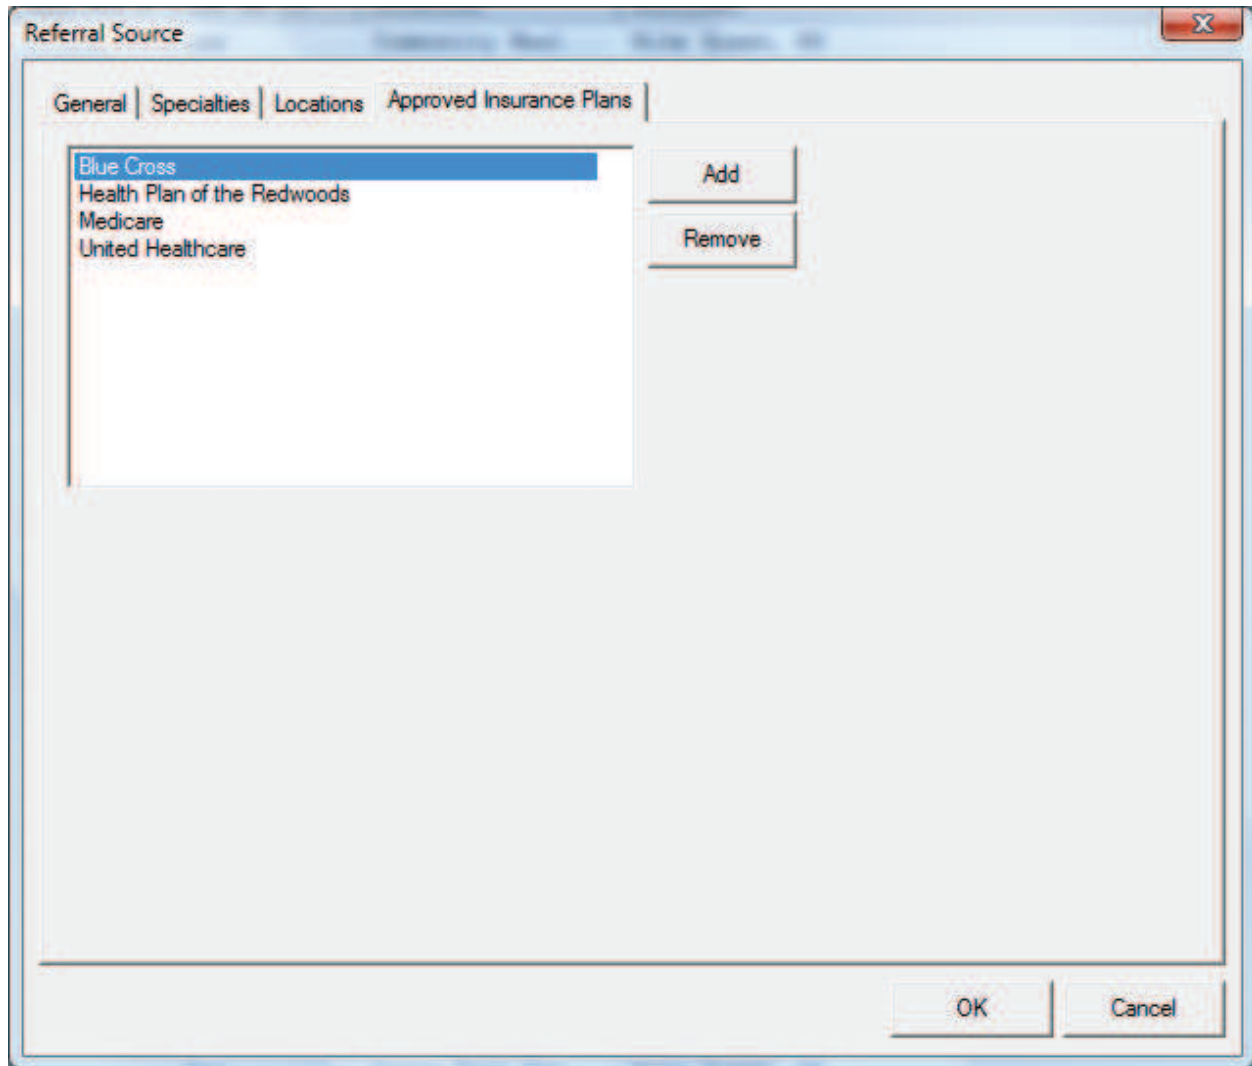 Referral Source
General
Specialties
Locations
Approved Insurance Plans
Blue Cross
Health Plan of the Redwoods
Medicare
United Healthcare
Add
Remove
OK
Cancel